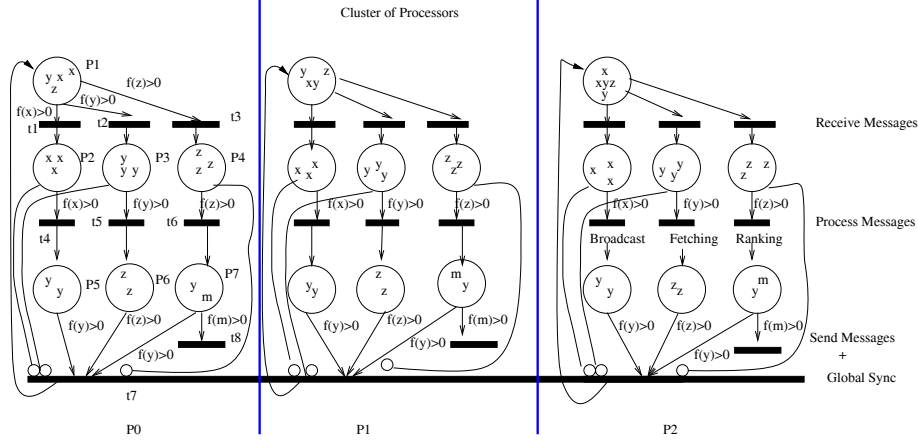 Cluster of Processors
P1
y x x
z
f(z)>0
f(y)>0
f(x)>0
t1
t2
t3
y z
xy
x
xyz
y
Receive Messages
x x
x
P2
y
y y
P3
z
z z
P4
x
x x
y y
y
z
z z
x x
x
y y
y
z z
z
f(x)>0
f(y)>0
f(z)>0
t4
t5
t6
f(x)>0
f(y)>0
f(z)>0
f(x)>0
f(y)>0
f(z)>0
Process Messages
Broadcast
Fetching
Ranking
y
y
P5
z
z
P6
y
m
P7
y
y
z
z
m
y
y
y
z
z
m
y
f(y)>0
f(z)>0
f(m)>0
t8
f(y)>0
f(y)>0
f(z)>0
f(m)>0
f(y)>0
f(y)>0
f(z)>0
f(m)>0
f(y)>0
Send Messages
+
Global Sync
t7
P0
P1
P2